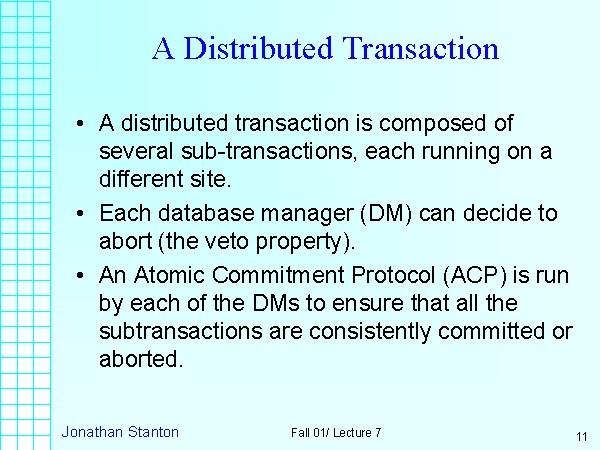 A Distributed Transaction
• A distributed transaction is composed of
several sub-transactions, each running on a
different site.
• Each database manager (DM) can decide to
abort (the veto property).
• An Atomic Commitment Protocol (ACP) is run
by each of the DMs to ensure that all the
subtransactions are consistently committed or
aborted.
Jonathan Stanton
Fall 01/ Lecture 7
11